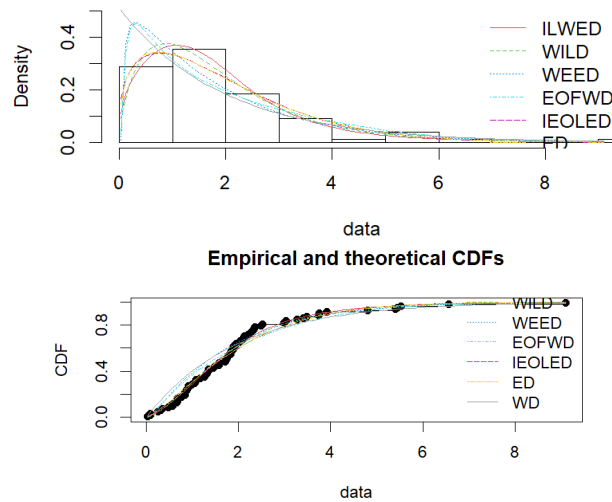 Density
0.0 0.2 0.4
ILWED
WILD
WEED
EOFWD
IEOLED
ED
0 2 4 6 8
data
Empirical and theoretical CDFs
CDF
0.0 0.4 0.8
WILD
WEED
EOFWD
IEOLED
ED
WD
0 2 4 6 8
data